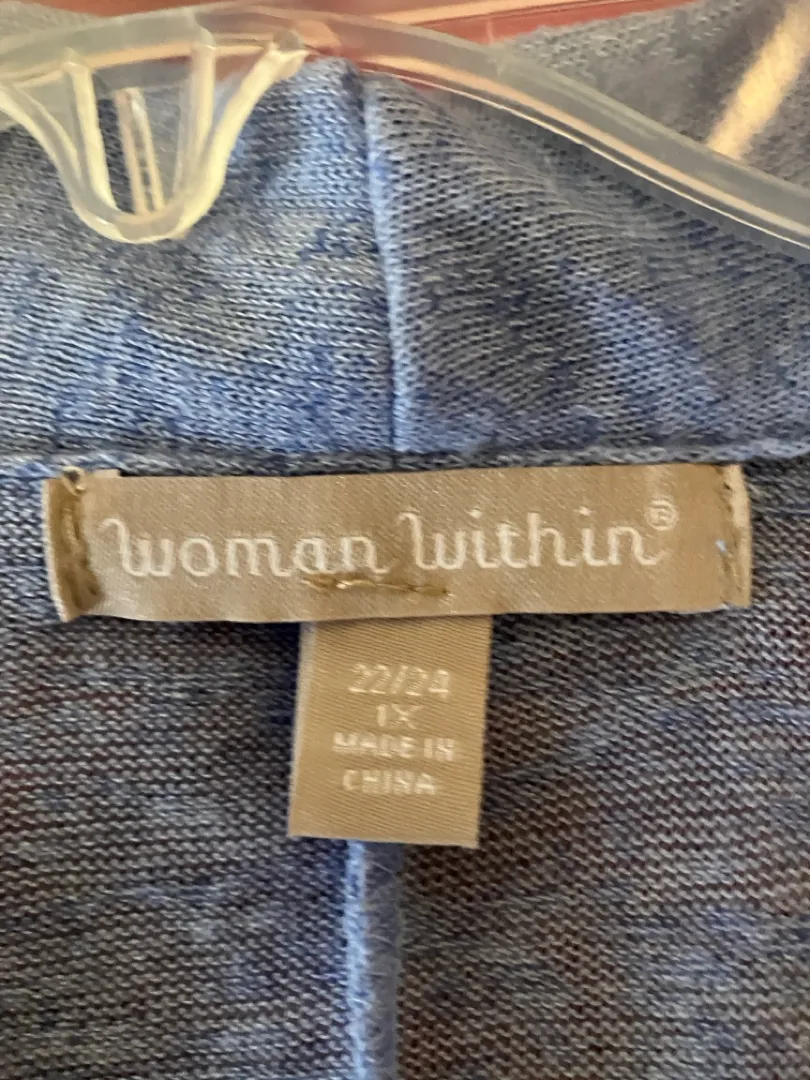 woman within®
22/24
1X
MADE IN
CHINA